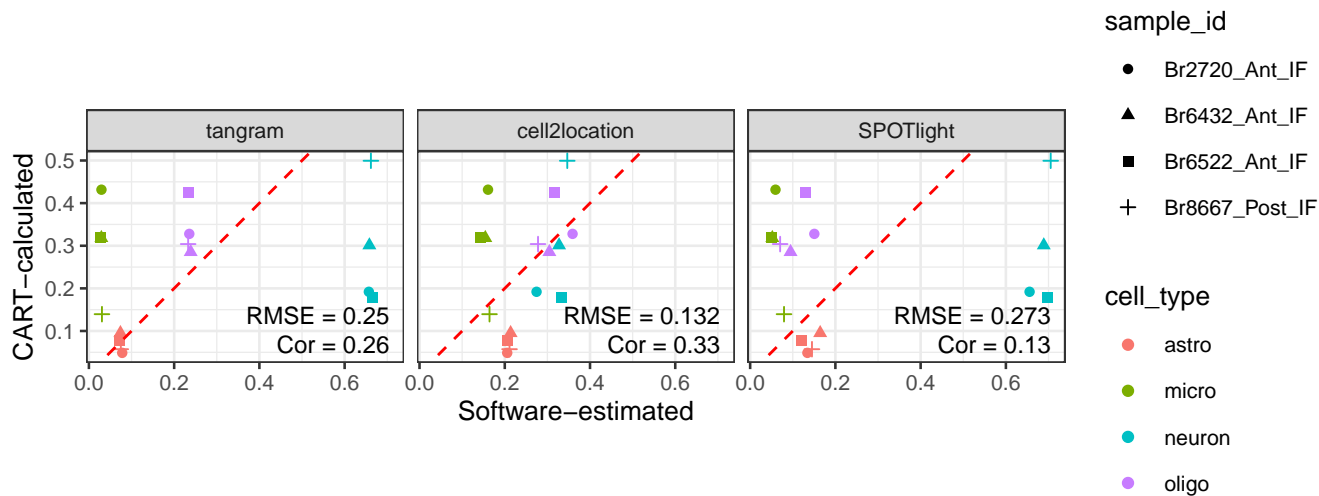 sample_id
Br2720_Ant_IF
Br6432_Ant_IF
Br6522_Ant_IF
Br8667_Post_IF
cell_type
astro
micro
neuron
oligo
tangram
cell2location
SPOTlight
CART−calculated
0.5
0.4
0.3
0.2
0.1
RMSE = 0.25
Cor = 0.26
RMSE = 0.132
Cor = 0.33
RMSE = 0.273
Cor = 0.13
0.0 0.2 0.4 0.6
0.0 0.2 0.4 0.6
0.0 0.2 0.4 0.6
Software−estimated